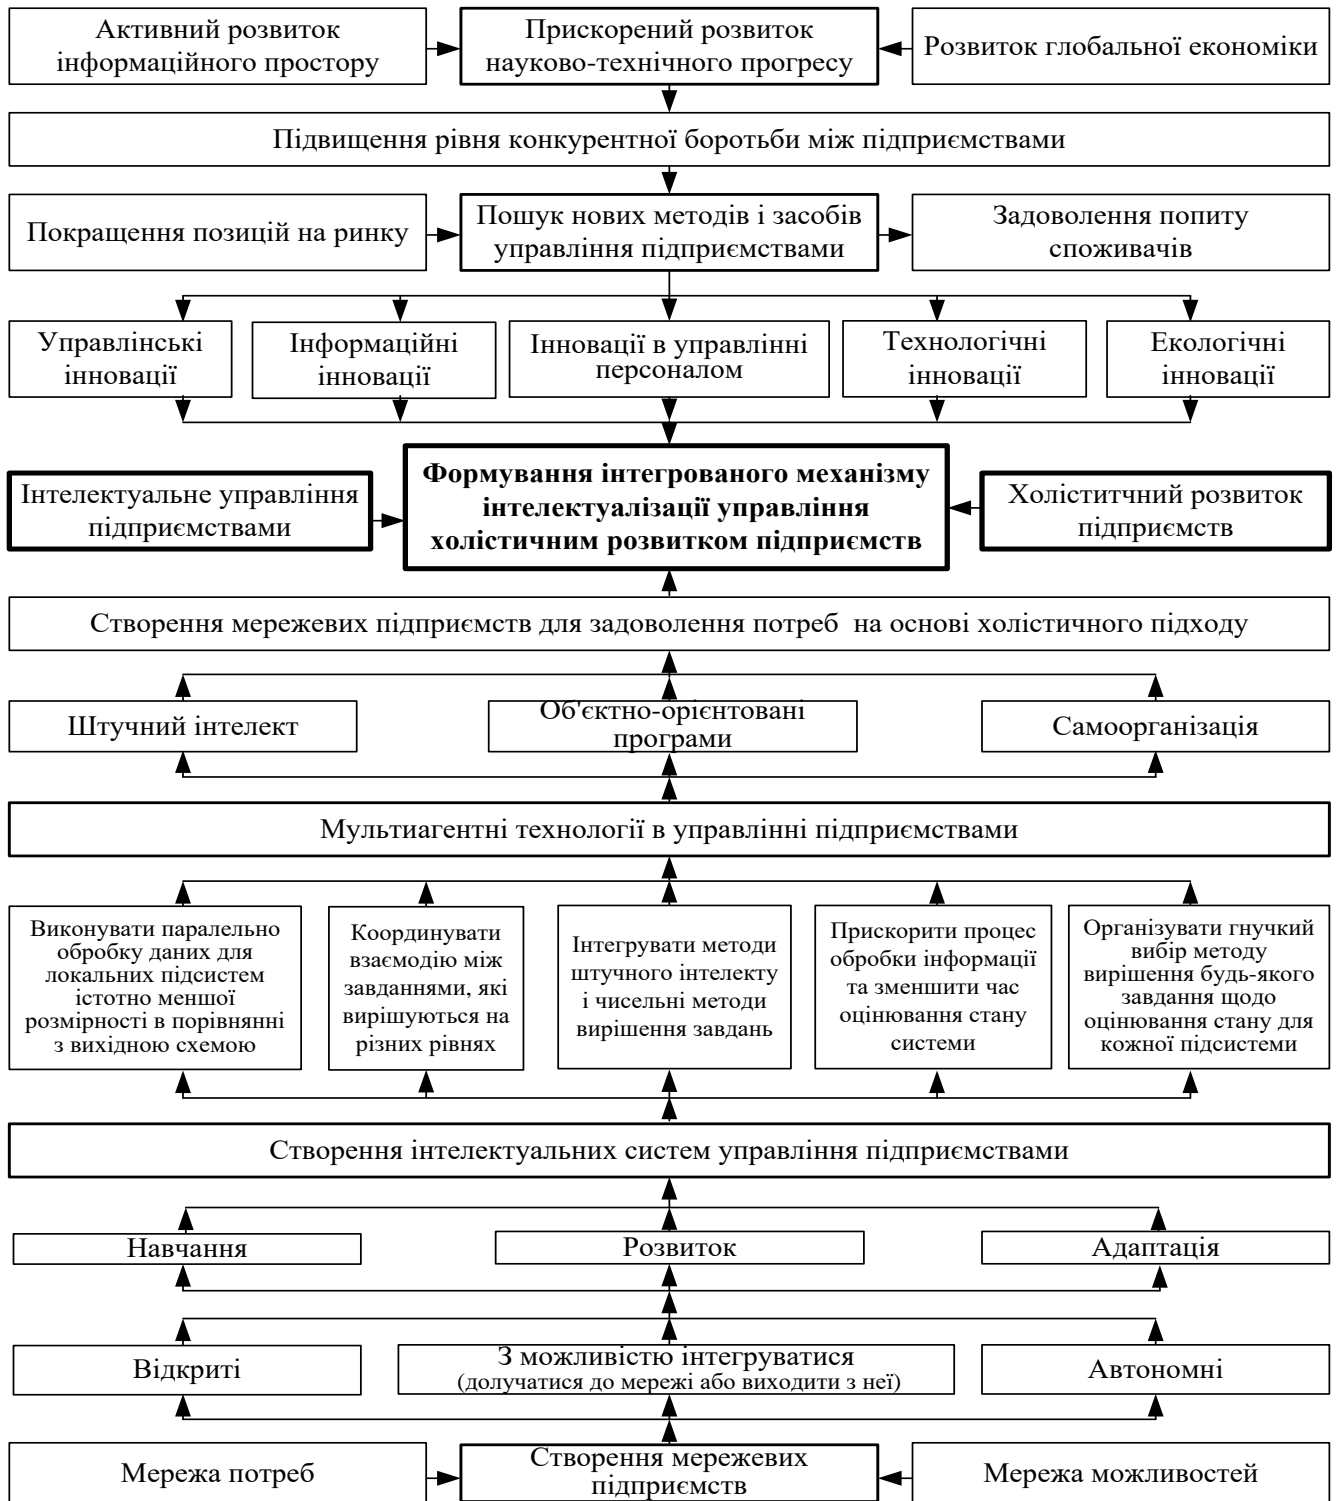 Активний розвиток
інформаційного простору
Прискорений розвиток
науково-технічного прогресу
Розвиток глобальної економіки
Підвищення рівня конкурентної боротьби між підприємствами
Покращення позицій на ринку
Пошук нових методів і засобів
управління підприємствами
Задоволення попиту
споживачів
Управлінські
інновації
Інформаційні
інновації
Інновації в управлінні
персоналом
Технологічні
інновації
Екологічні
інновації
Інтелектуальне управління
підприємствами
Формування інтегрованого механізму
інтелектуалізації управління
холістичним розвитком підприємств
Холіститчний розвиток
підприємств
Створення мережевих підприємств для задоволення потреб на основі холістичного підходу
Штучний інтелект
Об'єктно-орієнтовані
програми
Самоорганізація
Мультиагентні технології в управлінні підприємствами
Виконувати паралельно
обробку даних для
локальних підсистем
істотно меншої
розмірності в порівнянні
з вихідною схемою
Координувати
взаємодію між
завданнями, які
вирішуються на
різних рівнях
Інтегрувати методи
штучного інтелекту
і чисельні методи
вирішення завдань
Прискорити процес
обробки інформації
та зменшити час
оцінювання стану
системи
Організувати гнучкий
вибір методу
вирішення будь-якого
завдання щодо
оцінювання стану для
кожної підсистеми
Створення інтелектуальних систем управління підприємствами
Навчання
Розвиток
Адаптація
Відкриті
З можливістю інтегруватися
(долучатися до мережі або виходити з неї)
Автономні
Мережа потреб
Створення мережевих
підприємств
Мережа можливостей